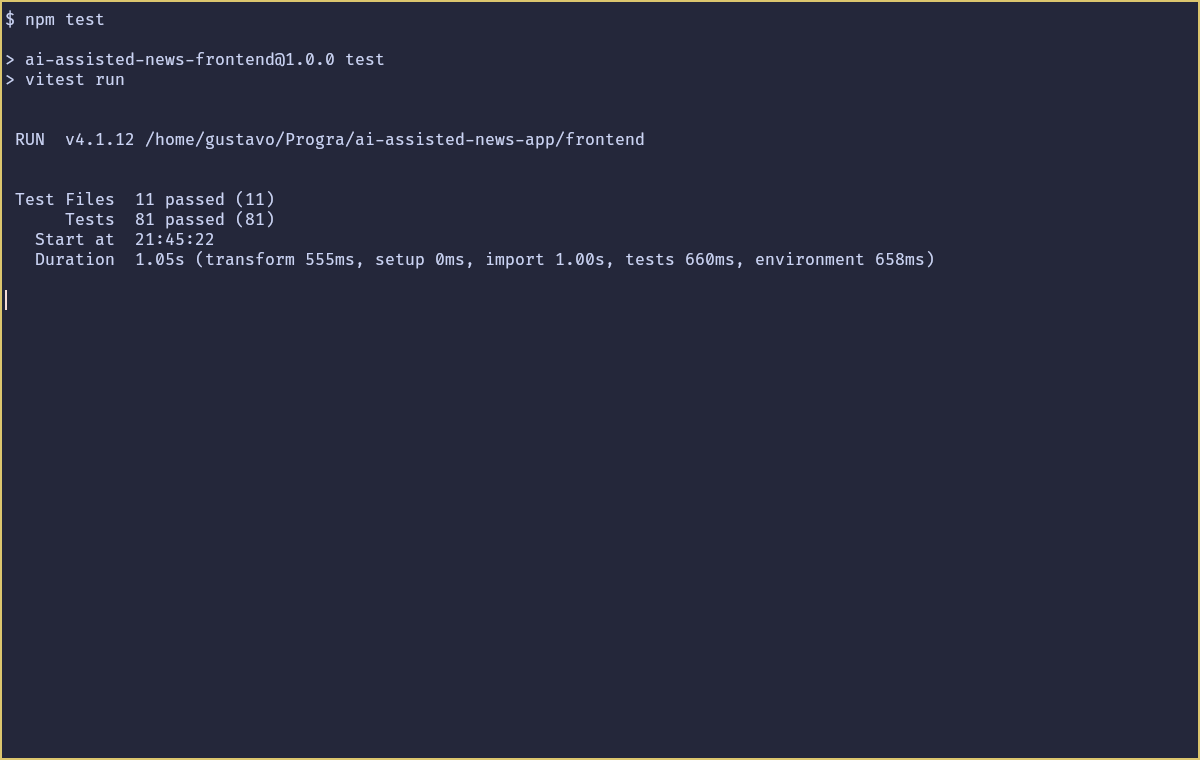 $ npm test
> ai-assisted-news-frontend@1.0.0 test
> vitest run
RUN  v4.1.12 /home/gustavo/Progra/ai-assisted-news-app/frontend
Test Files  11 passed (11)
Tests  81 passed (81)
Start at  21:45:22
Duration  1.05s (transform 555ms, setup 0ms, import 1.00s, tests 660ms, environment 658ms)